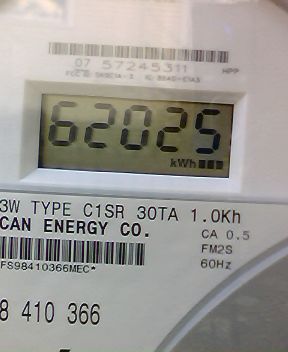 07 57245311
HPP
62025
kWh
3W TYPE C1SR 30TA 1.0Kh
CAN ENERGY CO.
CA 0.5
FM2S
FS98410366MEC*
60Hz
8 410 366